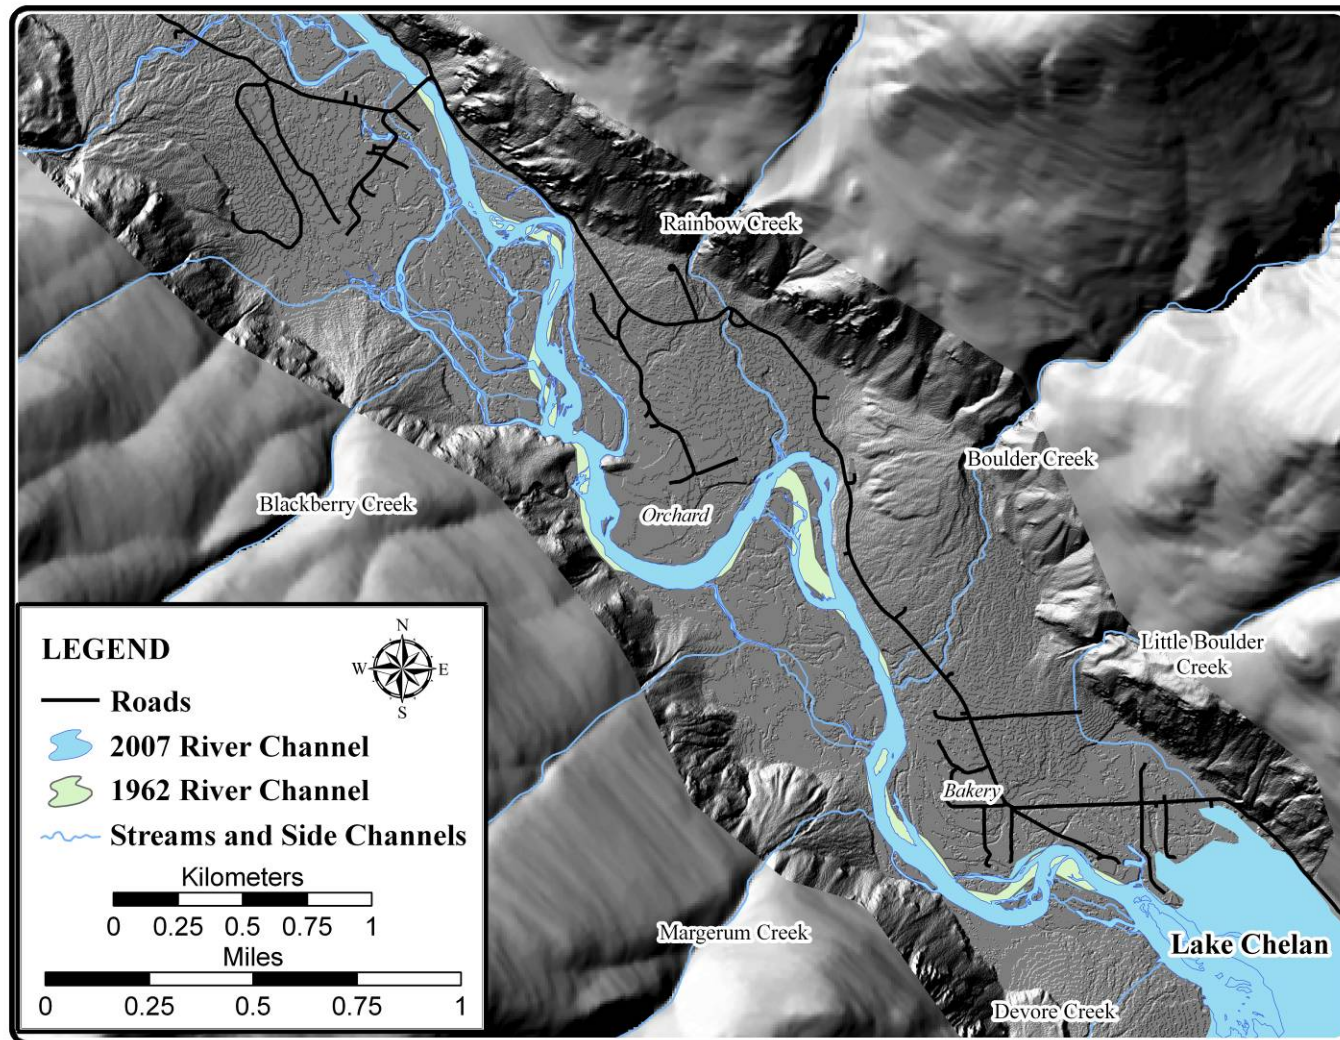 Rainbow Creek
Boulder Creek
Blackberry Creek
Orchard
Little Boulder
Creek
Bakery
Margerum Creek
Lake Chelan
Devore Creek
LEGEND
N
W E
S
Roads
2007 River Channel
1962 River Channel
Streams and Side Channels
Kilometers
0 0.25 0.5 0.75 1
Miles
0 0.25 0.5 0.75 1